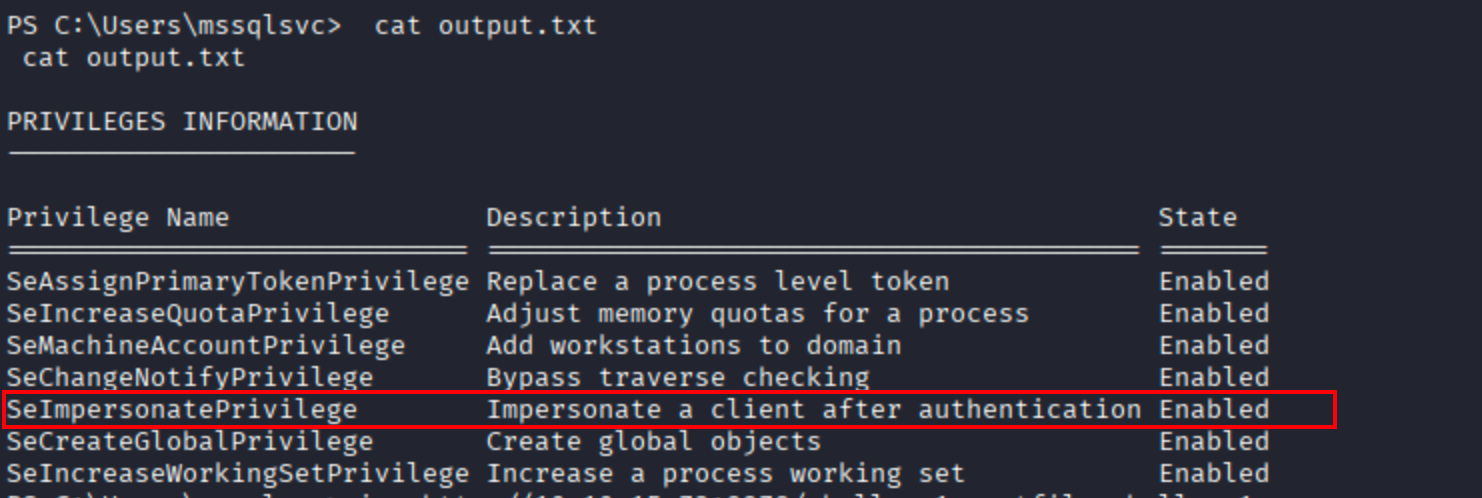 PS C:\Users\mssqlsvc>  cat output.txt
 cat output.txt
PRIVILEGES INFORMATION
Privilege Name Description State
SeAssignPrimaryTokenPrivilege Replace a process level token Enabled
SeIncreaseQuotaPrivilege Adjust memory quotas for a process Enabled
SeMachineAccountPrivilege Add workstations to domain Enabled
SeChangeNotifyPrivilege Bypass traverse checking Enabled
SeImpersonatePrivilege Impersonate a client after authentication Enabled
SeCreateGlobalPrivilege Create global objects Enabled
SeIncreaseWorkingSetPrivilege Increase a process working set Enabled